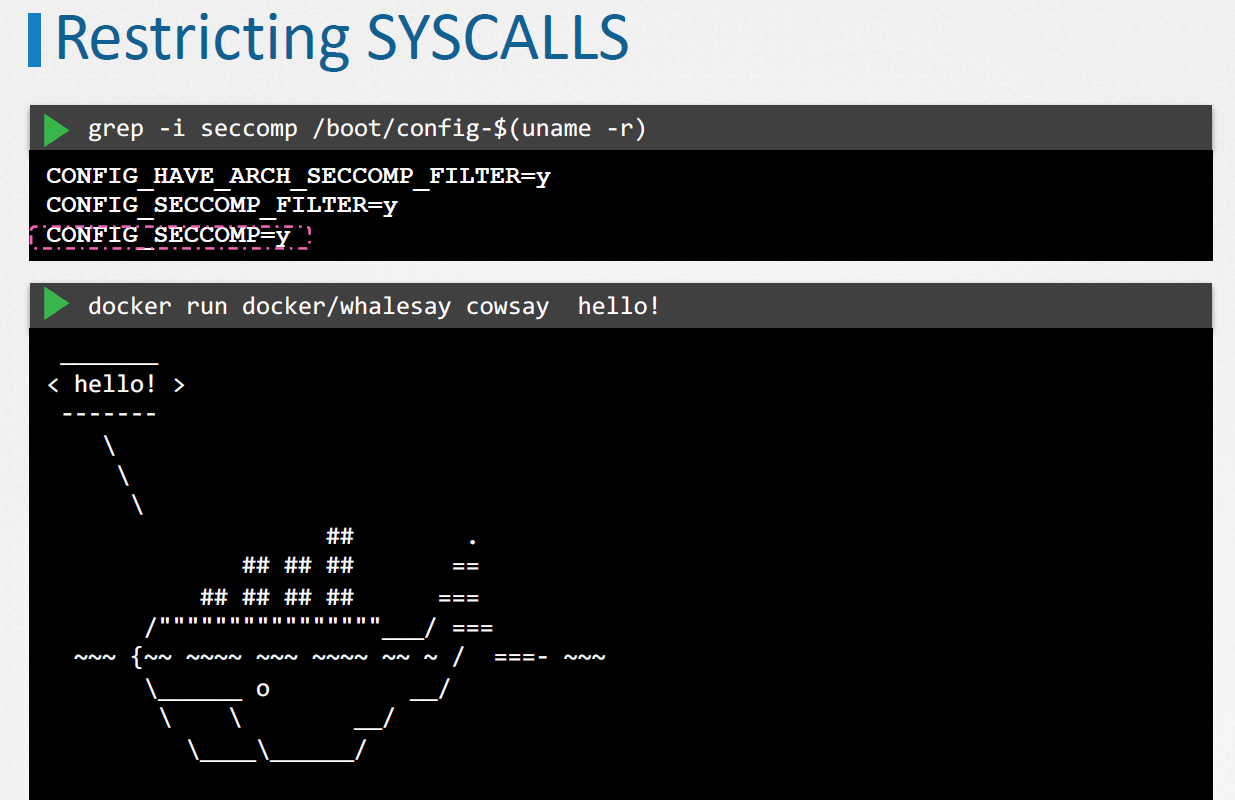 Restricting SYSCALLS
grep -i seccomp /boot/config-$(uname -r)
CONFIG_HAVE_ARCH_SECCOMP_FILTER=y
CONFIG_SECCOMP_FILTER=y
CONFIG_SECCOMP=y
docker run docker/whalesay cowsay  hello!
 _______
< hello! >
 -------
    \
     \
      \
                    ##        .
              ## ## ##       ==
           ## ## ## ##      ===
       /""""""""""""""""___/ ===
  ~~~ {~~ ~~~~ ~~~ ~~~~ ~~ ~ /  ===- ~~~
       \______ o          __/
        \    \        __/
          \____\______/